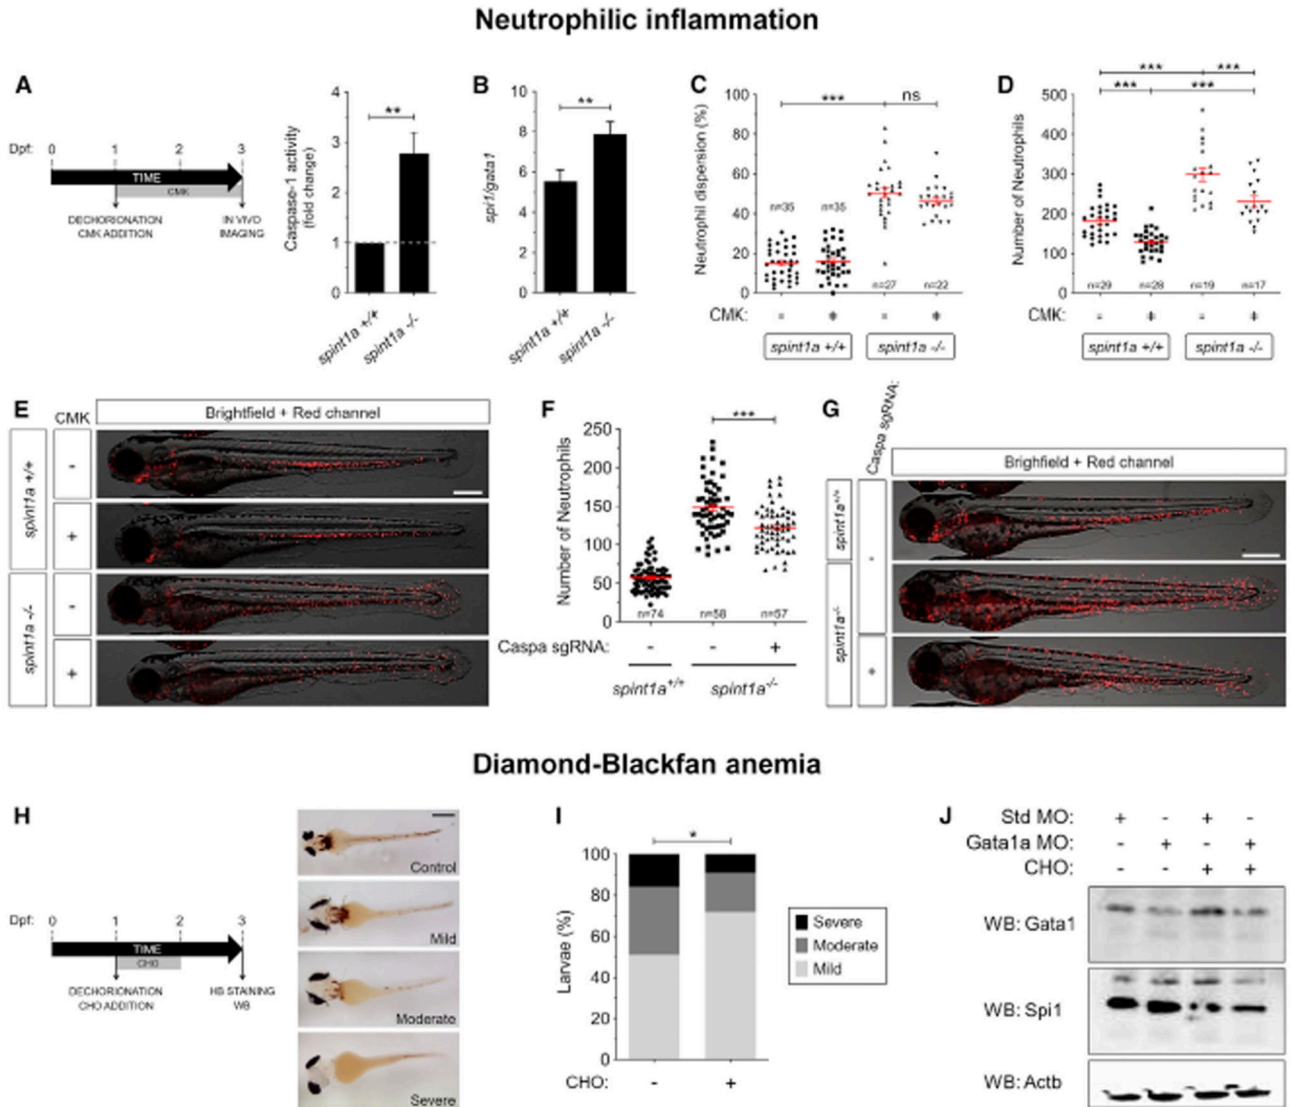 Neutrophilic inflammation
A
Dpf: 0 1 2 3
TIME
CMK
DECHORIONATION
CMK ADDITION
IN VIVO
IMAGING
Caspase-1 activity
(fold change)
4
3
2
1
0
**
spint1a +/+
spint1a -/-
B
spi1/gata1
10
8
6
4
2
0
**
spint1a +/+
spint1a -/-
C
Neutrophil dispersion (%)
100
80
60
40
20
0
*** ns
n=35 n=35
n=27 n=22
CMK: - + - +
spint1a +/+ spint1a -/-
D
Number of Neutrophils
500
400
300
200
100
0
*** ***
*** ***
n=29 n=28 n=19 n=17
CMK: - + - +
spint1a +/+ spint1a -/-
E
CMK
Brightfield + Red channel
spint1a +/+
-
+
spint1a -/-
-
+
F
Number of Neutrophils
250
200
150
100
50
0
***
n=74 n=58 n=57
Caspa sgRNA: - - +
spint1a+/+ spint1a-/-
G
Caspa sgRNA:
Brighfield + Red channel
spint1a+/+
-
spint1a-/-
+
Diamond-Blackfan anemia
H
Dpf: 0 1 2 3
TIME
CHO
DECHORIONATION
CHO ADDITION
HB STAINING
WB
Control
Mild
Moderate
Severe
I
Larvae (%)
100
80
60
40
20
0
*
CHO: - +
Severe
Moderate
Mild
J
Std MO: + - + -
Gata1a MO: - + - +
CHO: - - + +
WB: Gata1
WB: Spi1
WB: Actb